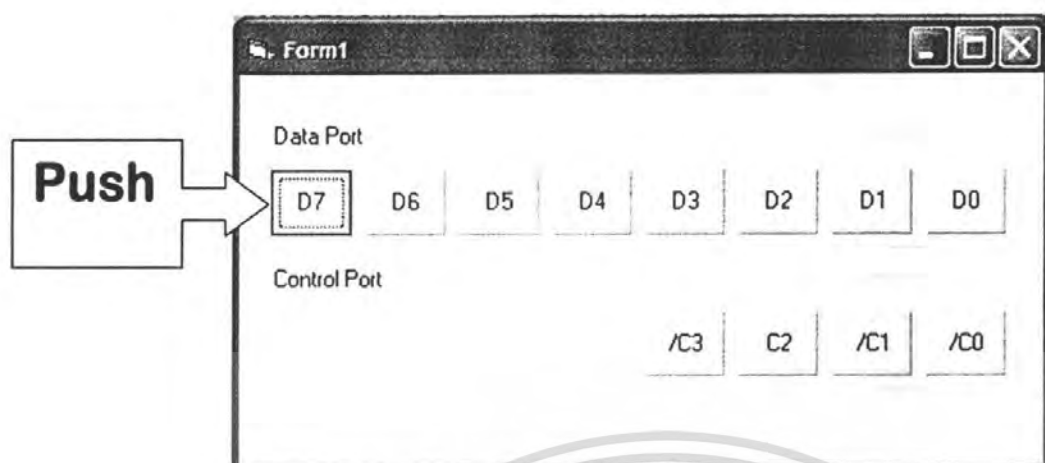 Form1
Data Port
Push
D7 D6 D5 D4 D3 D2 D1 D0
Control Port
/C3 C2 /C1 /C0